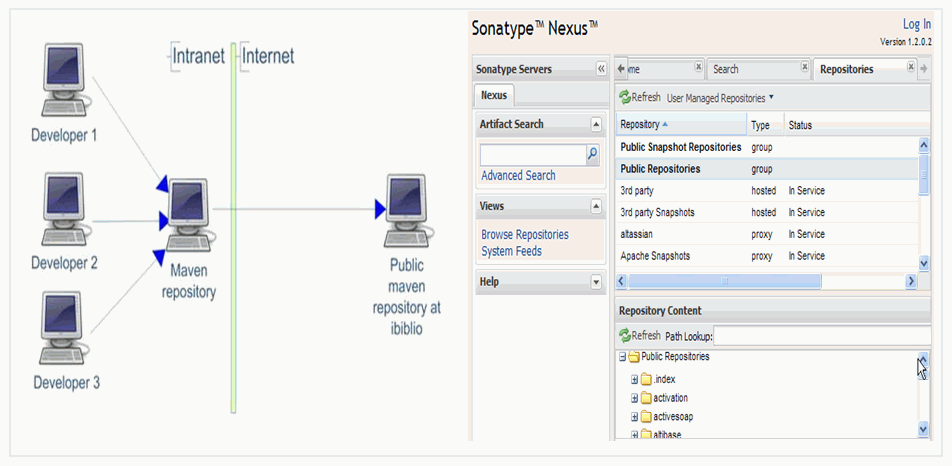 Intranet
Internet
Developer 1
Developer 2
Developer 3
Maven
repository
Public
maven
repository at
ibiblio
Sonatype™ Nexus™
Log In
Version 1.2.0.2
Sonatype Servers
Nexus
Artifact Search
Advanced Search
Views
Browse Repositories
System Feeds
Help
Search
Repositories
Refresh User Managed Repositories
Repository Type Status
Public Snapshot Repositories group
Public Repositories group
3rd party hosted In Service
3rd party Snapshots hosted In Service
altassian proxy In Service
Apache Snapshots proxy In Service
Repository Content
Refresh Path Lookup:
Public Repositories
.index
activation
activesoap
altibase